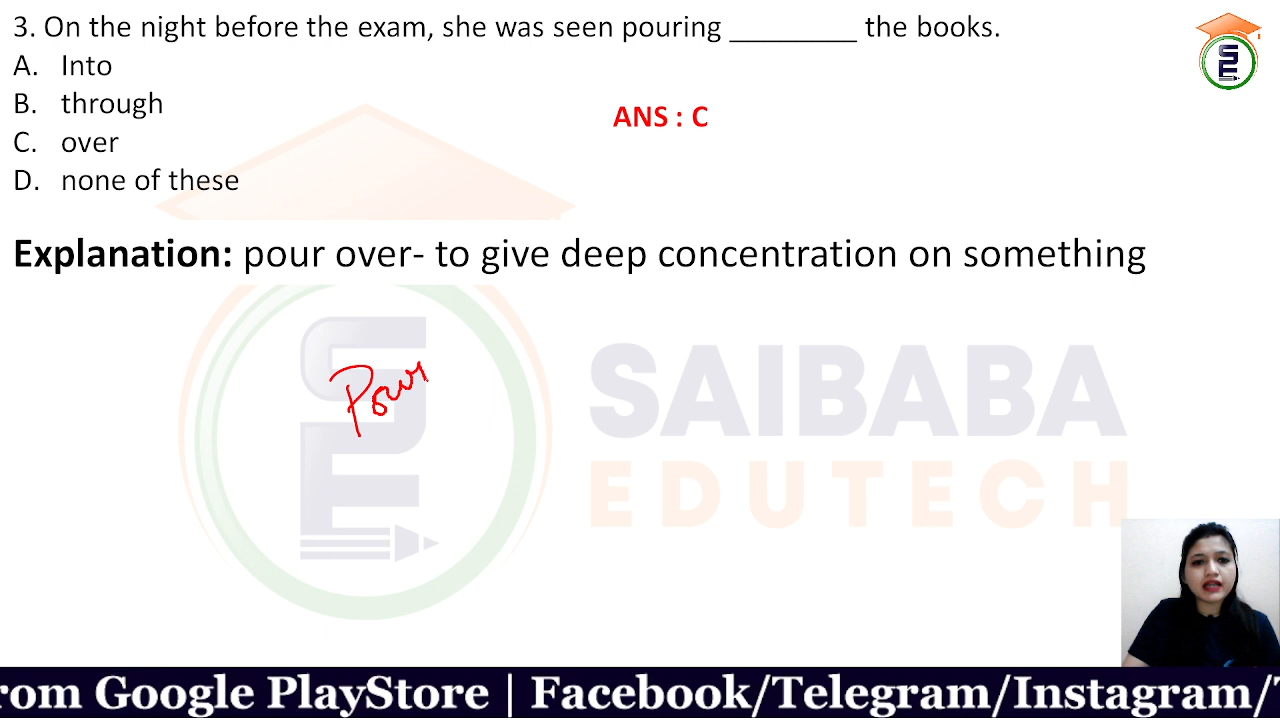 3. On the night before the exam, she was seen pouring ________ the books.
A. Into
B. through
C. over
D. none of these
ANS : C
Explanation: pour over- to give deep concentration on something
Pour
SAIBABA
EDUTECH
rom Google PlayStore | Facebook/Telegram/Instagram/